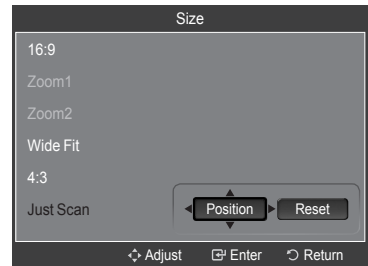 Size
16:9
Zoom1
Zoom2
Wide Fit
4:3
Just Scan
Position Reset
Adjust Enter Return